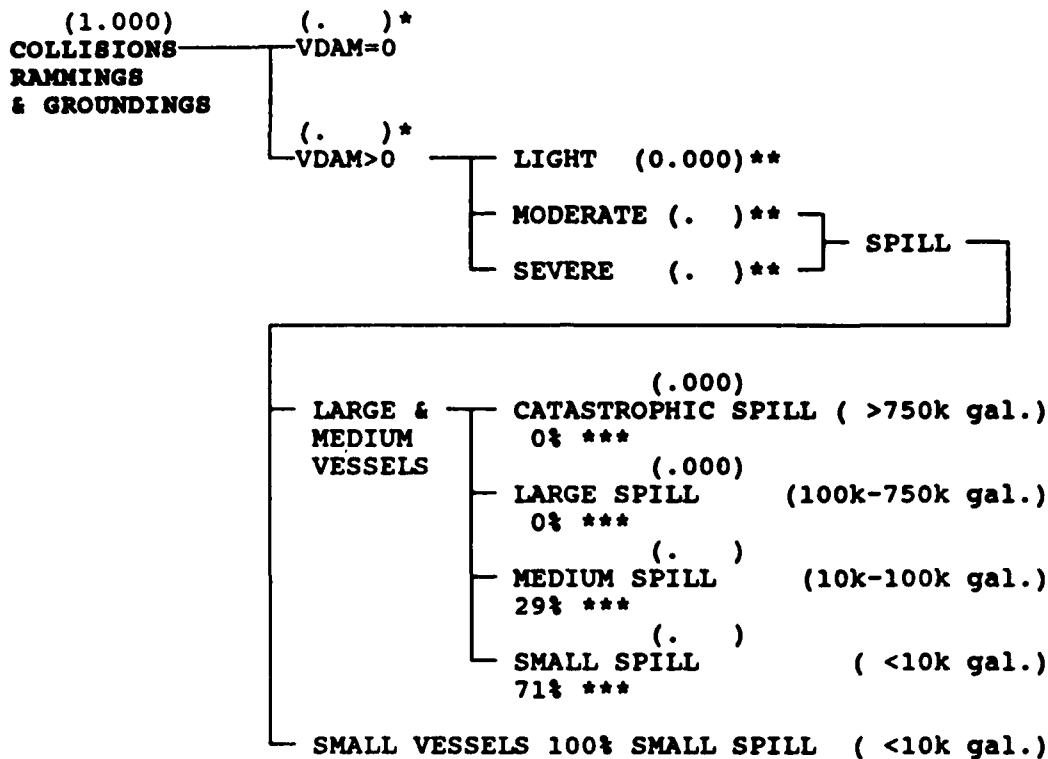 (1.000) (. )*
COLLISIONS VDAM=0
RAMMINGS
& GROUNDINGS
(. )*
VDAM>0 LIGHT (0.000)**
MODERATE (. )**
SPILL
SEVERE (. )**
(.000)
LARGE & CATASTROPHIC SPILL ( >750k gal.)
MEDIUM 0% ***
VESSELS (.000)
LARGE SPILL (100k-750k gal.)
0% ***
(. )
MEDIUM SPILL (10k-100k gal.)
29% ***
(. )
SMALL SPILL ( <10k gal.)
71% ***
SMALL VESSELS 100% SMALL SPILL ( <10k gal.)